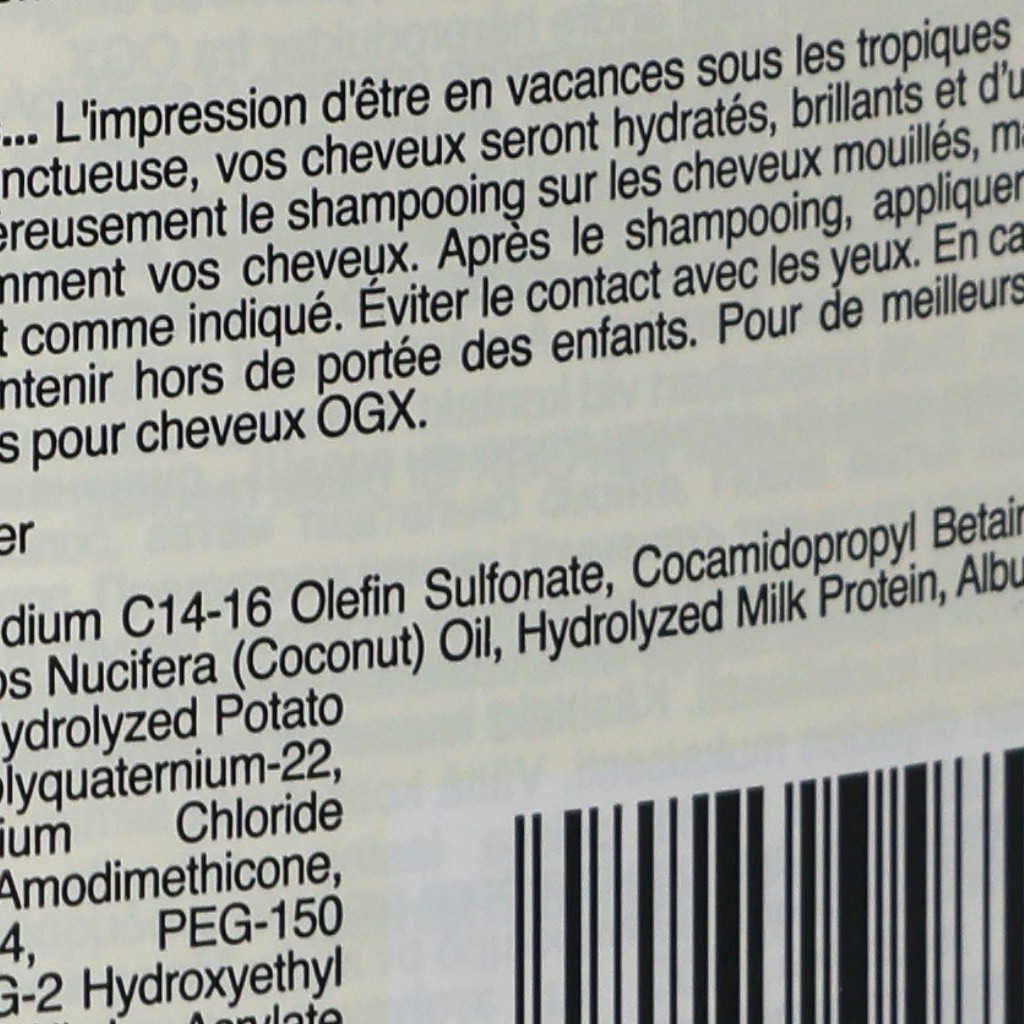 ... L'impression d'être en vacances sous les tropiques
nctueuse, vos cheveux seront hydratés, brillants et d'u
éreusement le shampooing sur les cheveux mouillés, ma
mment vos cheveux. Après le shampooing, appliquer
t comme indiqué. Éviter le contact avec les yeux. En ca
ntenir hors de portée des enfants. Pour de meilleurs
s pour cheveux OGX.
er
dium C14-16 Olefin Sulfonate, Cocamidopropyl Betain
os Nucifera (Coconut) Oil, Hydrolyzed Milk Protein, Albu
ydrolyzed Potato
olyquaternium-22,
ium Chloride
Amodimethicone,
4, PEG-150
G-2 Hydroxyethyl
Acrylate